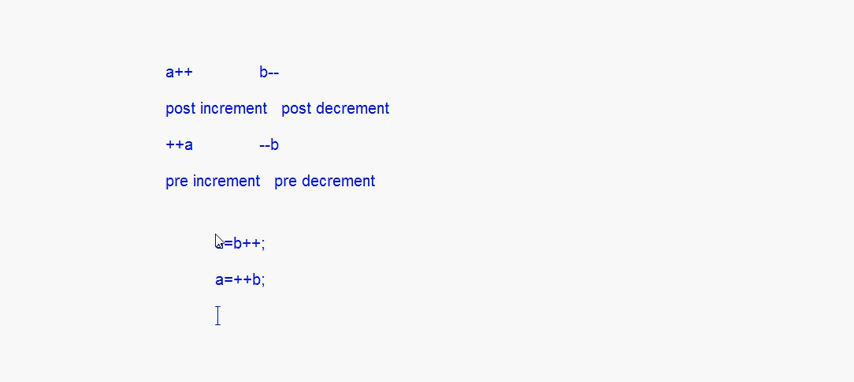 a++ b--
post increment post decrement
++a --b
pre increment pre decrement
a=b++;
a=++b;